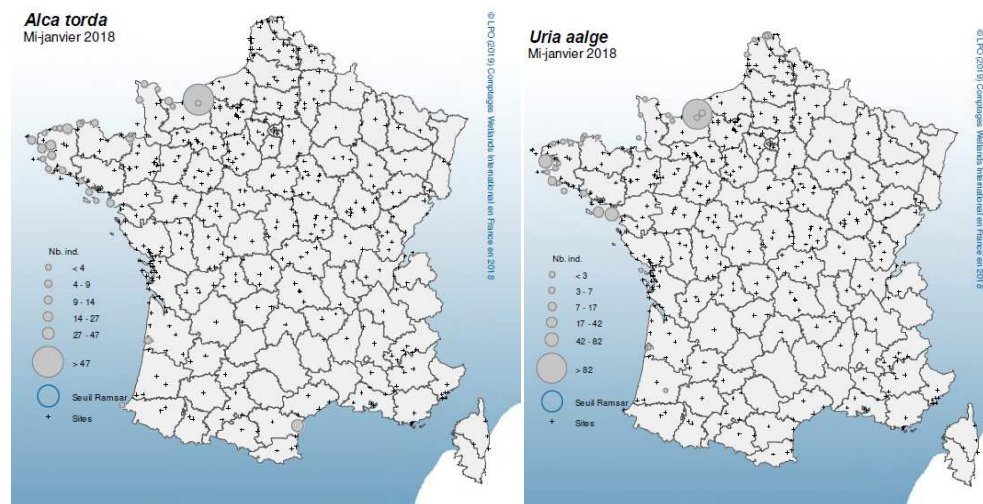 Alca torda
Mi-janvier 2018
© LPO (2019) Comptages Wetlands International en France en 2018
Nb. ind.
< 4
4 - 9
9 - 14
14 - 27
27 - 47
> 47
Seuil Ramsar
Sites
Uria aalge
Mi-janvier 2018
© LPO (2019) Comptages Wetlands International en France en 2018
Nb. ind.
< 3
3 - 7
7 - 17
17 - 42
42 - 82
> 82
Seuil Ramsar
Sites